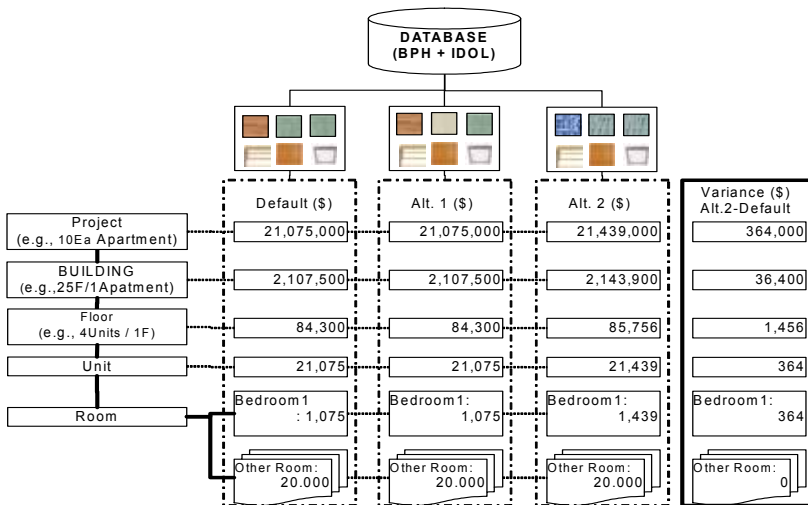 DATABASE
(BPH + IDOL)
Default ($)
Alt. 1 ($)
Alt. 2 ($)
Variance ($)
Alt.2-Default
Project
(e.g., 10Ea Apartment)
21,075,000
21,075,000
21,439,000
364,000
BUILDING
(e.g.,25F/1Apatment)
2,107,500
2,107,500
2,143,900
36,400
Floor
(e.g., 4Units / 1F)
84,300
84,300
85,756
1,456
Unit
21,075
21,075
21,439
364
Room
Bedroom1
: 1,075
Bedroom1:
1,075
Bedroom1:
1,439
Bedroom1:
364
Other Room:
20.000
Other Room:
20.000
Other Room:
20.000
Other Room:
0